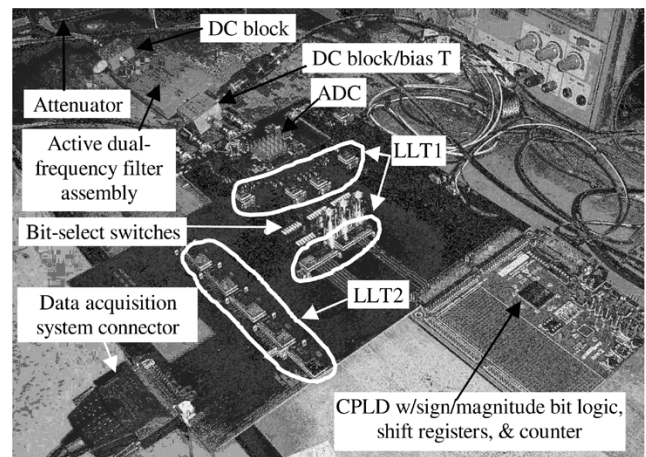 DC block
DC block/bias T
Attenuator
ADC
Active dual-
frequency filter
assembly
LLT1
Bit-select switches
LLT2
Data acquisition
system connector
CPLD w/sign/magnitude bit logic,
shift registers, & counter